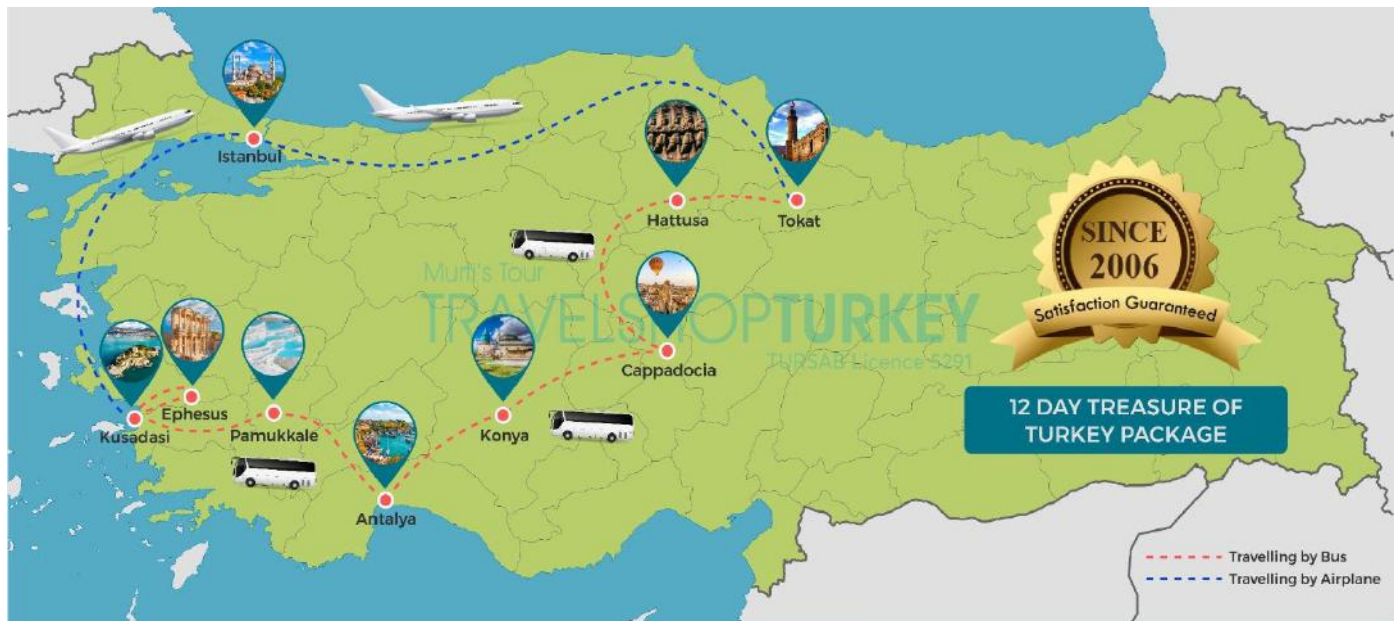 Istanbul
Hattusa
Tokat
SINCE
2006
Satisfaction Guaranteed
Murti's Tour
TRAVELSHOPTURKEY
TURSAB Licence 5291
Cappadocia
Ephesus
Kusadasi
Pamukkale
Konya
Antalya
12 DAY TREASURE OF
TURKEY PACKAGE
Travelling by Bus
Travelling by Airplane